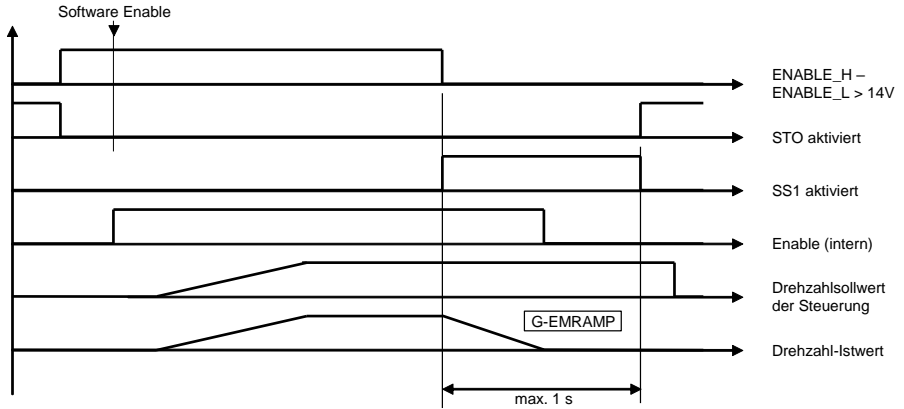 Software Enable
ENABLE_H –
ENABLE_L > 14V
STO aktiviert
SS1 aktiviert
Enable (intern)
Drehzahlsollwert
der Steuerung
G-EMRAMP
Drehzahl-Istwert
max. 1 s